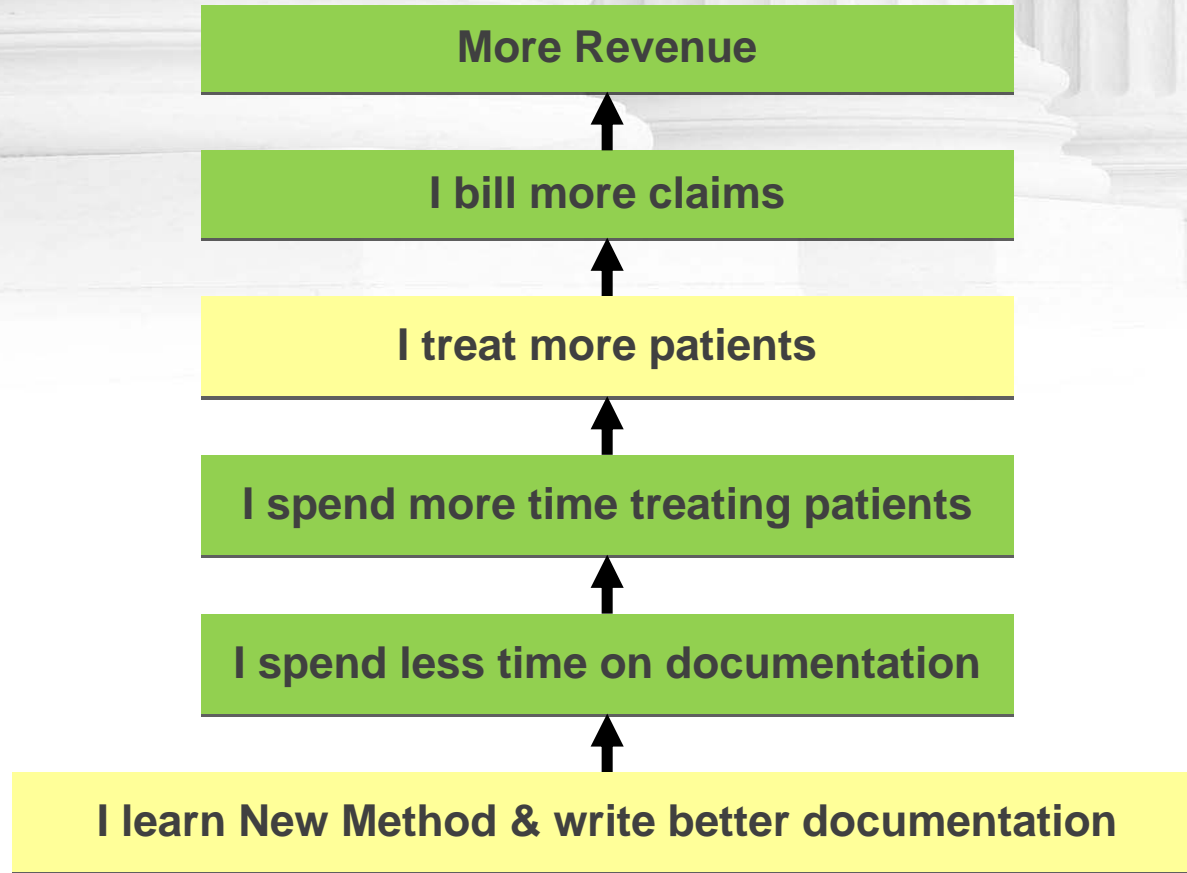 More Revenue
I bill more claims
I treat more patients
I spend more time treating patients
I spend less time on documentation
I learn New Method & write better documentation